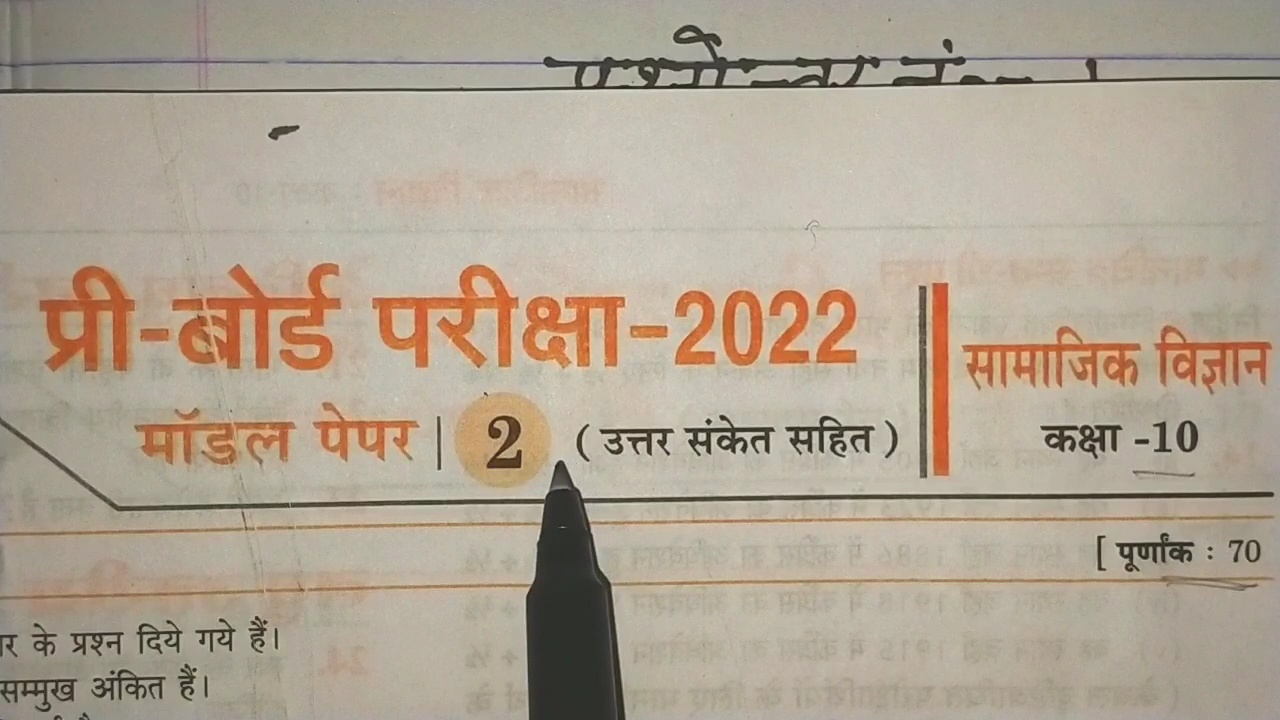 प्री-बोर्ड परीक्षा-2022
मॉडल पेपर | 2 (उत्तर संकेत सहित)
सामाजिक विज्ञान
कक्षा -10
[ पूर्णांक : 70
के प्रश्न दिये गये हैं।
सम्मुख अंकित हैं।